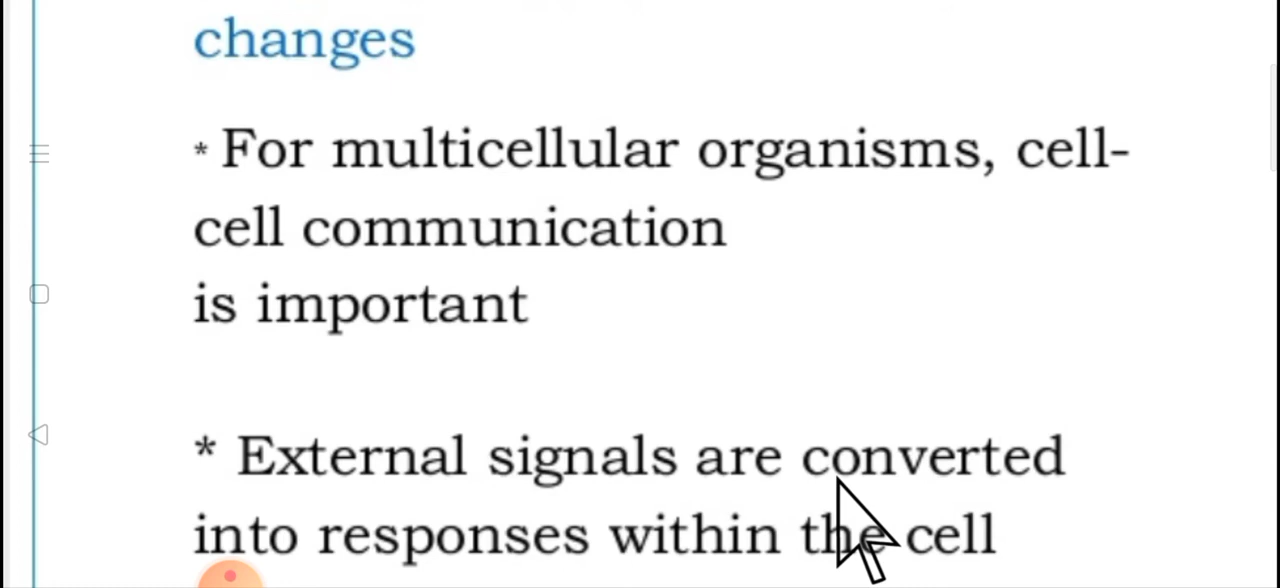 changes
* For multicellular organisms, cell-
cell communication
is important
* External signals are converted
into responses within the cell